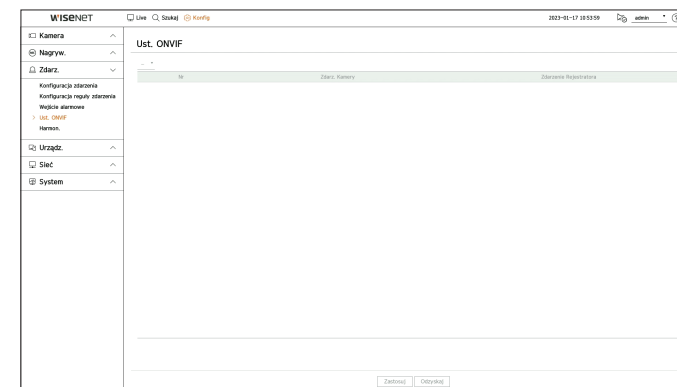 WISENET
Live Szukaj Konfig 2023-01-17 10:53:59 admin
Kamera
Nagryw.
Zdarz.
Konfiguracja zdarzenia
Konfiguracja reguły zdarzenia
Wejście alarmowe
Ust. ONVIF
Harmon.
Urządz.
Sieć
System
Ust. ONVIF
Nr Zdarz. Kamery Zdarzenia Rejestratora
Zastosuj Odzyskaj